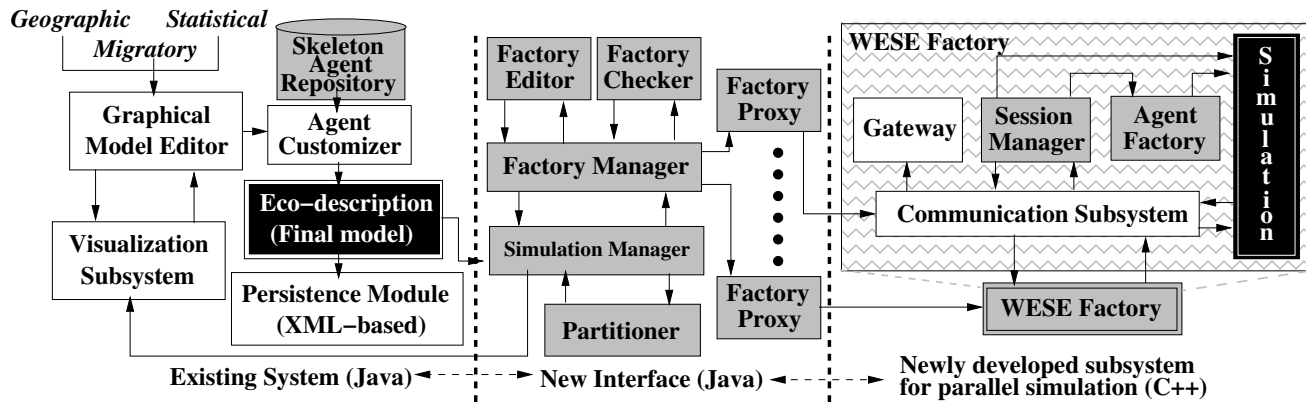 Geographic Statistical
Migratory
Skeleton
Agent
Repository
Graphical
Model Editor
Agent
Customizer
Eco−description
(Final model)
Visualization
Subsystem
Persistence Module
(XML−based)
Existing System (Java)
Factory
Editor
Factory
Checker
Factory
Proxy
Factory Manager
Simulation Manager
Partitioner
Factory
Proxy
New Interface (Java)
WESE Factory
Gateway
Session
Manager
Agent
Factory
Simulation
Communication Subsystem
WESE Factory
Newly developed subsystem
for parallel simulation (C++)